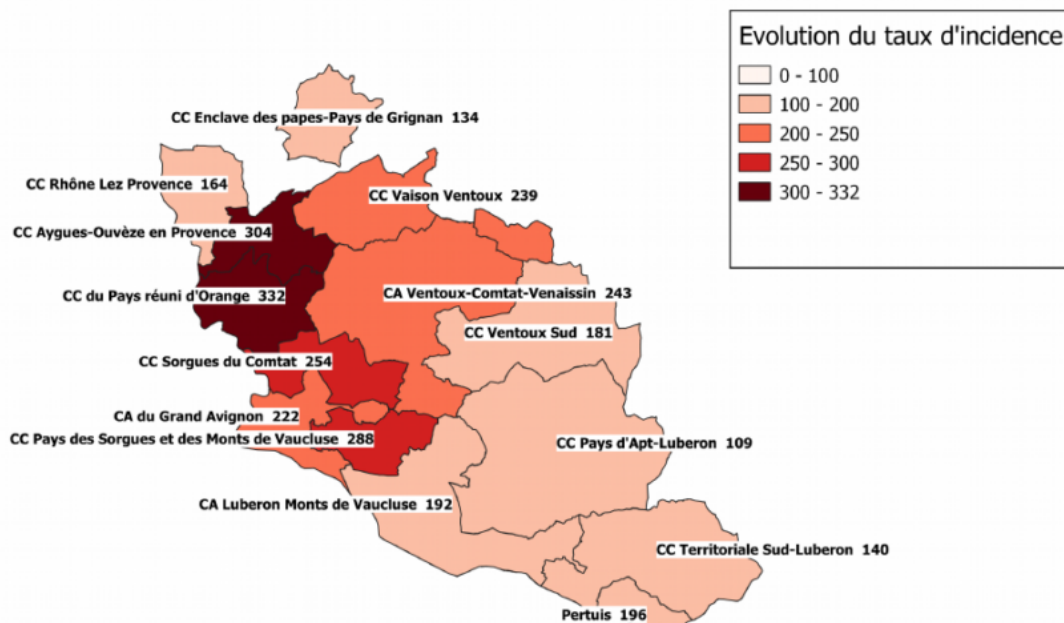 Evolution du taux d'incidence
0 - 100
100 - 200
200 - 250
250 - 300
300 - 332
CC Enclave des papes-Pays de Grignan 134
CC Rhône Lez Provence 164
CC Vaison Ventoux 239
CC Aygues-Ouvèze en Provence 304
CC du Pays réuni d'Orange 332
CA Ventoux-Comtat-Venaissin 243
CC Ventoux Sud 181
CC Sorgues du Comtat 254
CA du Grand Avignon 222
CC Pays des Sorgues et des Monts de Vaucluse 288
CC Pays d'Apt-Luberon 109
CA Luberon Monts de Vaucluse 192
CC Territoriale Sud-Luberon 140
Pertuis 196